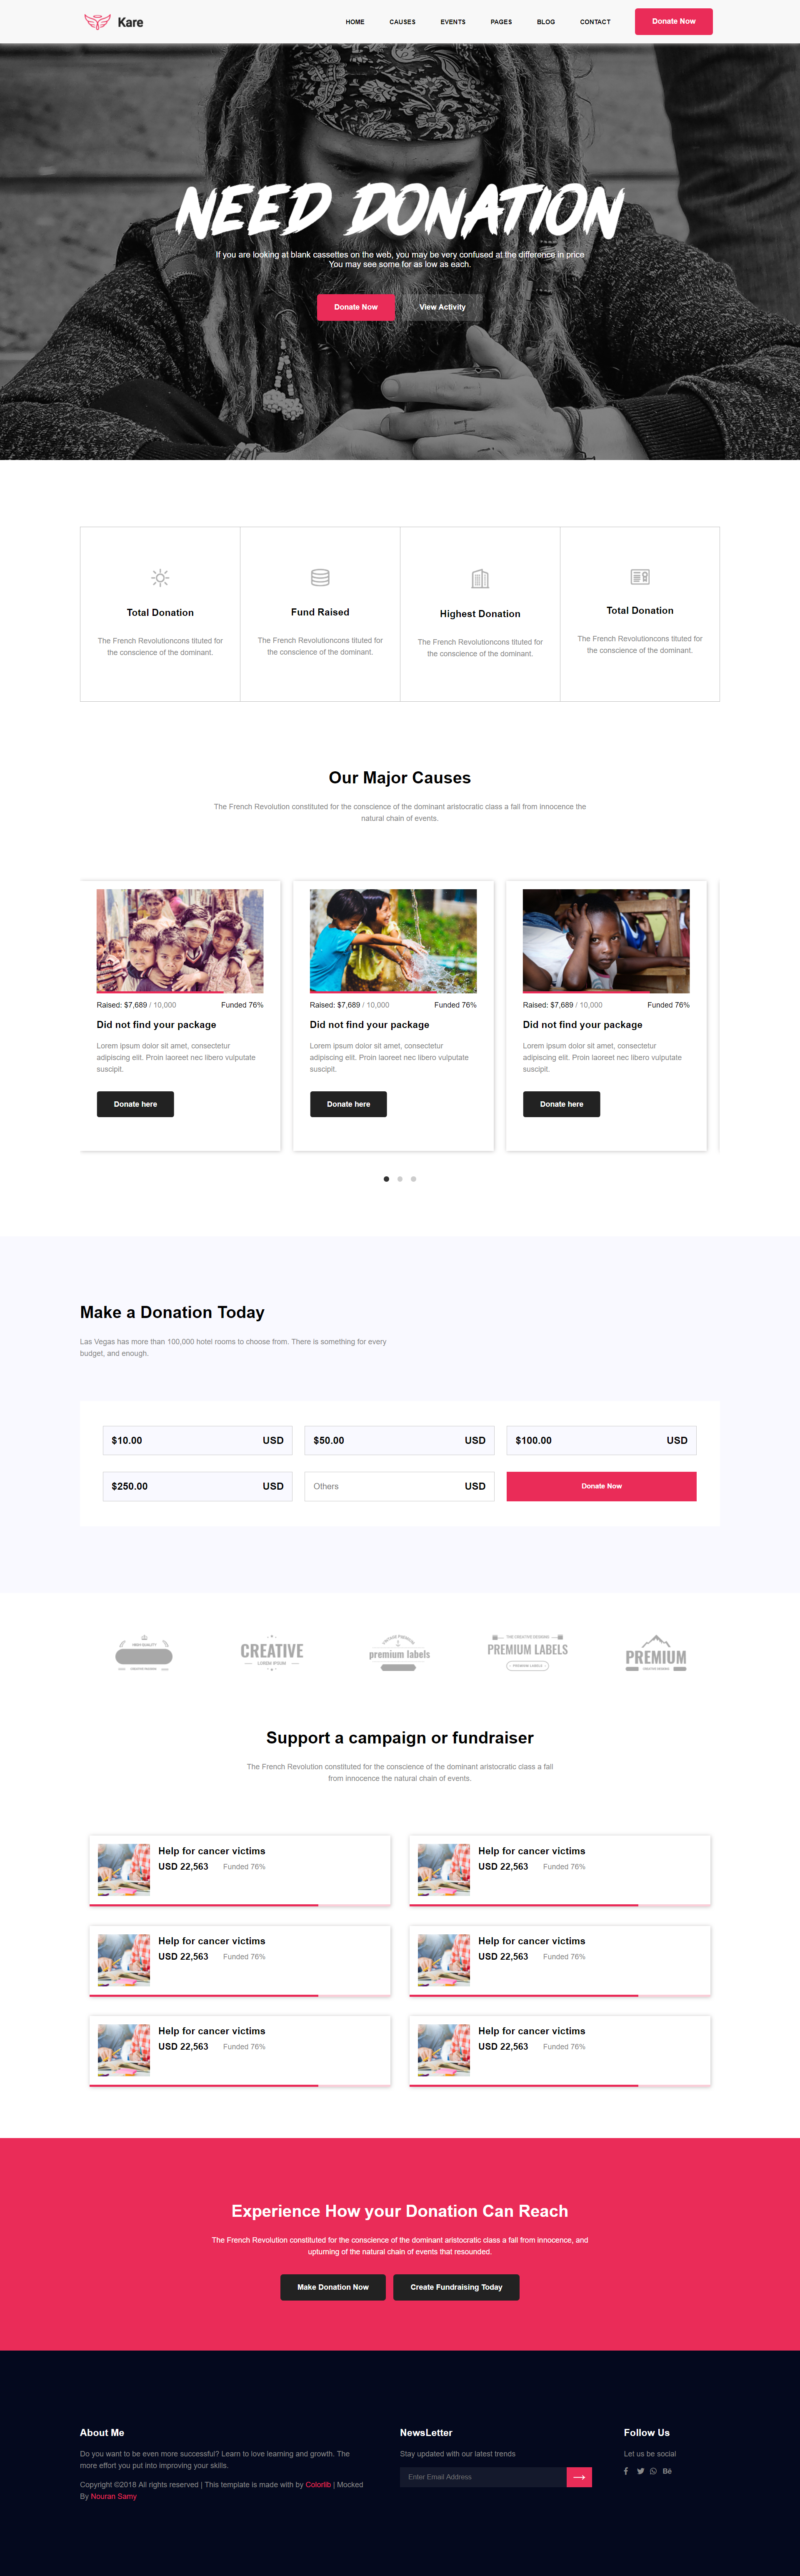 Kare
HOME CAUSES EVENTS PAGES BLOG CONTACT Donate Now
NEED DONATION
If you are looking at blank cassettes on the web, you may be very confused at the difference in price
You may see some for as low as each.
Donate Now View Activity
Total Donation
The French Revolutioncons tituted for
the conscience of the dominant.
Fund Raised
The French Revolutioncons tituted for
the conscience of the dominant.
Highest Donation
The French Revolutioncons tituted for
the conscience of the dominant.
Total Donation
The French Revolutioncons tituted for
the conscience of the dominant.
Our Major Causes
The French Revolution constituted for the conscience of the dominant aristocratic class a fall from innocence the
natural chain of events.
Raised: $7,689 / 10,000 Funded 76%
Did not find your package
Lorem ipsum dolor sit amet, consectetur
adipiscing elit. Proin laoreet nec libero vulputate
suscipit.
Donate here
Raised: $7,689 / 10,000 Funded 76%
Did not find your package
Lorem ipsum dolor sit amet, consectetur
adipiscing elit. Proin laoreet nec libero vulputate
suscipit.
Donate here
Raised: $7,689 / 10,000 Funded 76%
Did not find your package
Lorem ipsum dolor sit amet, consectetur
adipiscing elit. Proin laoreet nec libero vulputate
suscipit.
Donate here
Make a Donation Today
Las Vegas has more than 100,000 hotel rooms to choose from. There is something for every
budget, and enough.
$10.00 USD
$50.00 USD
$100.00 USD
$250.00 USD
Others USD
Donate Now
HIGH QUALITY
CREATIVE DESIGNS
CREATIVE
LOREM IPSUM
VINTAGE PREMIUM
premium labels
THE CREATIVE DESIGNS
PREMIUM LABELS
PREMIUM LABELS
PREMIUM
CREATIVE DESIGNS
Support a campaign or fundraiser
The French Revolution constituted for the conscience of the dominant aristocratic class a fall
from innocence the natural chain of events.
Help for cancer victims
USD 22,563 Funded 76%
Help for cancer victims
USD 22,563 Funded 76%
Help for cancer victims
USD 22,563 Funded 76%
Help for cancer victims
USD 22,563 Funded 76%
Help for cancer victims
USD 22,563 Funded 76%
Help for cancer victims
USD 22,563 Funded 76%
Experience How your Donation Can Reach
The French Revolution constituted for the conscience of the dominant aristocratic class a fall from innocence, and
upturning of the natural chain of events that resounded.
Make Donation Now Create Fundraising Today
About Me
Do you want to be even more successful? Learn to love learning and growth. The
more effort you put into improving your skills.
Copyright ©2018 All rights reserved | This template is made with by Colorlib | Mocked
By Nouran Samy
NewsLetter
Stay updated with our latest trends
Enter Email Address
Follow Us
Let us be social